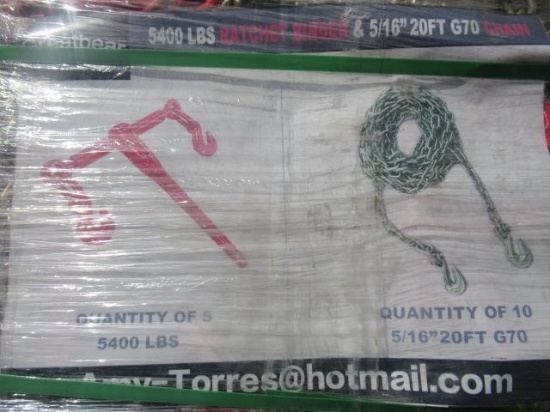 Greatbear
5400 LBS RATCHET BINDER & 5/16" 20FT G70 CHAIN
QUANTITY OF 5
5400 LBS
QUANTITY OF 10
5/16" 20FT G70
Amy-Torres@hotmail.com